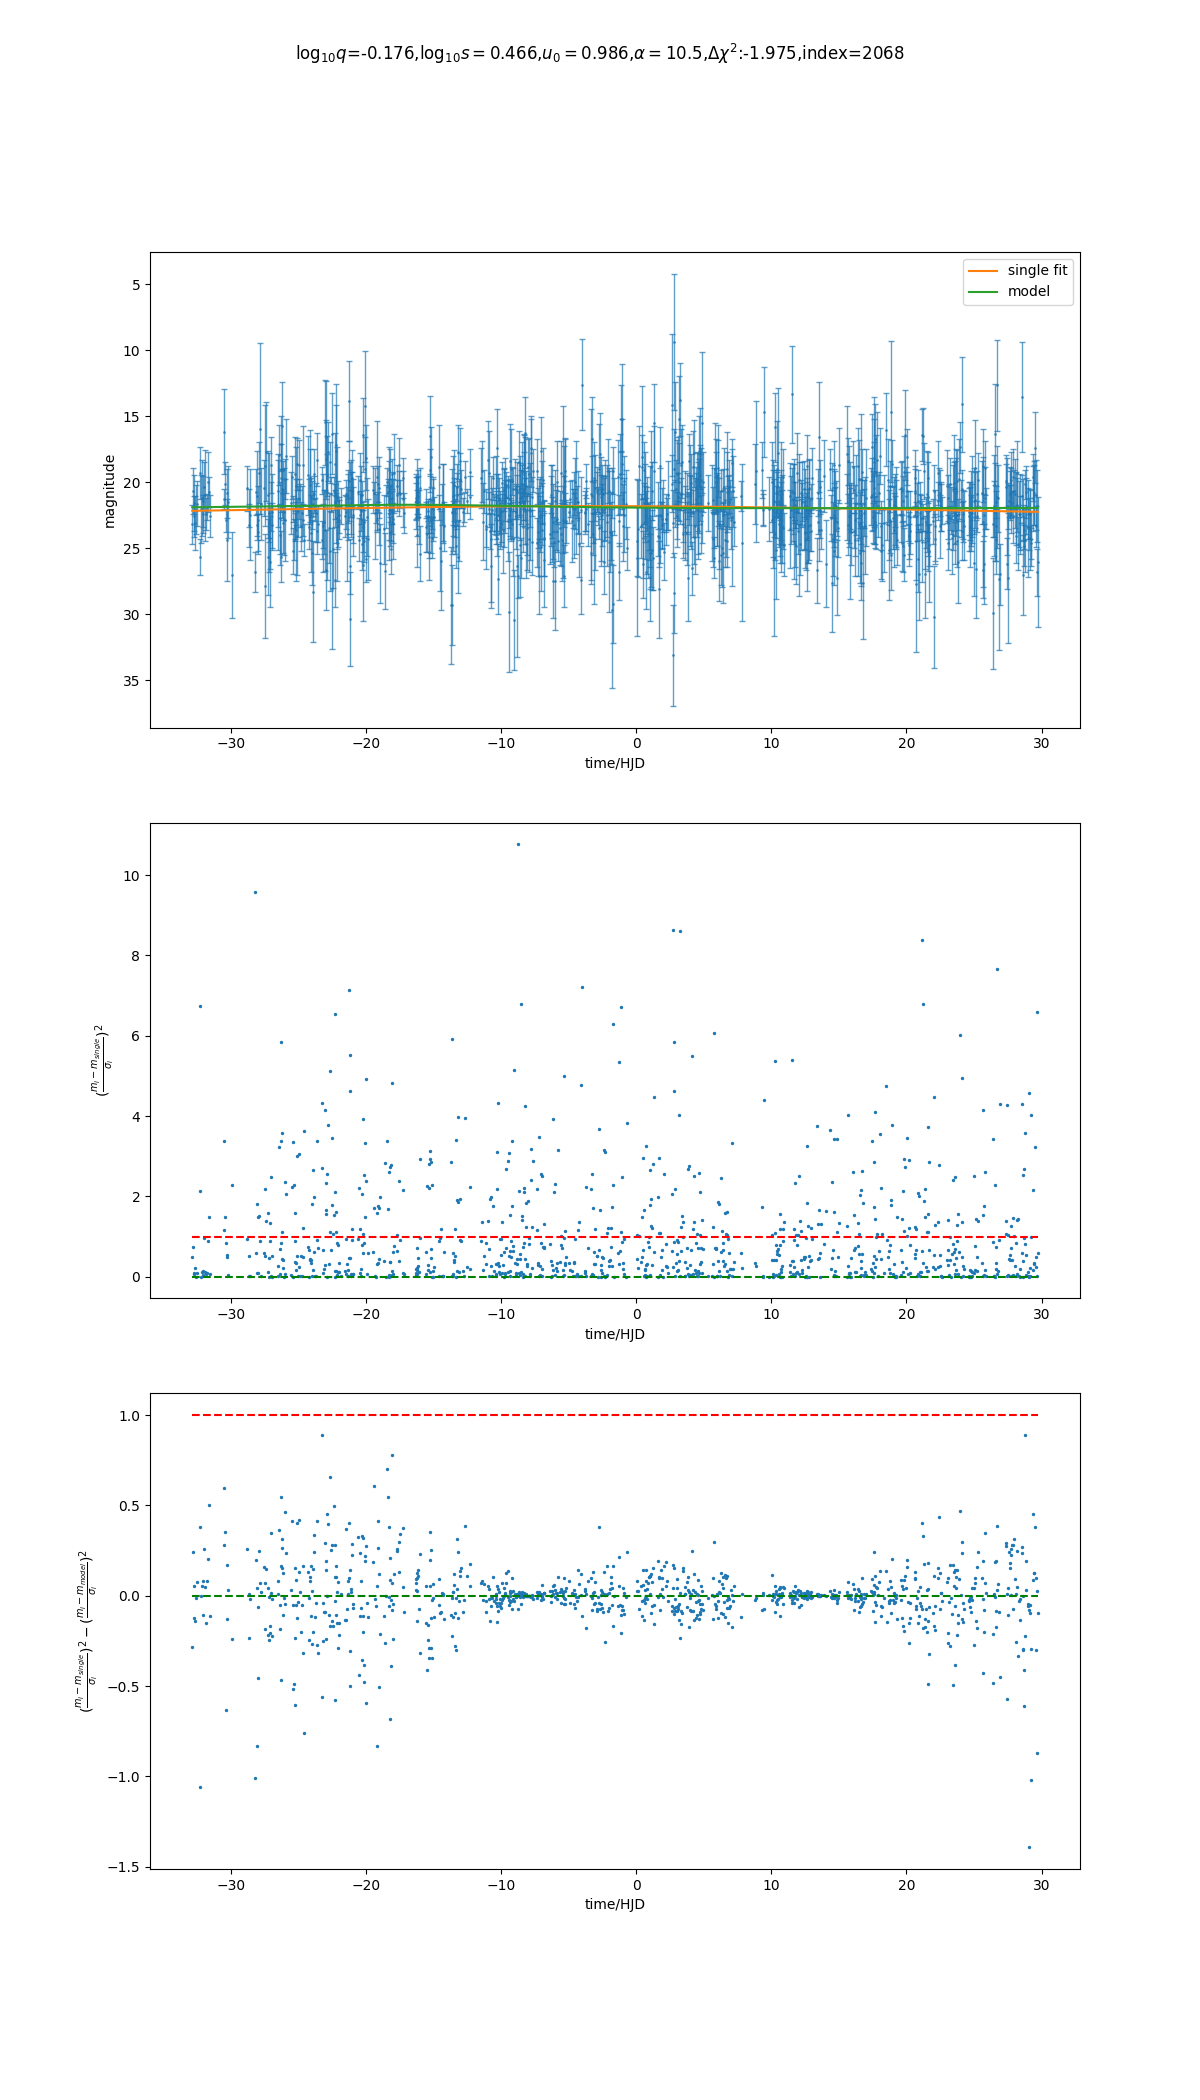 log₁₀q=-0.176,log₁₀s = 0.466,u₀ = 0.986,α = 10.5,Δχ²:-1.975,index=2068
single fit
model
5
10
15
20
25
30
35
magnitude
−30 −20 −10 0 10 20 30
time/HJD
10
8
6
4
2
0
((mᵢ − m_single)/σᵢ)²
−30 −20 −10 0 10 20 30
time/HJD
1.0
0.5
0.0
−0.5
−1.0
−1.5
((mᵢ − m_single)/σᵢ)² − ((mᵢ − m_model)/σᵢ)²
−30 −20 −10 0 10 20 30
time/HJD